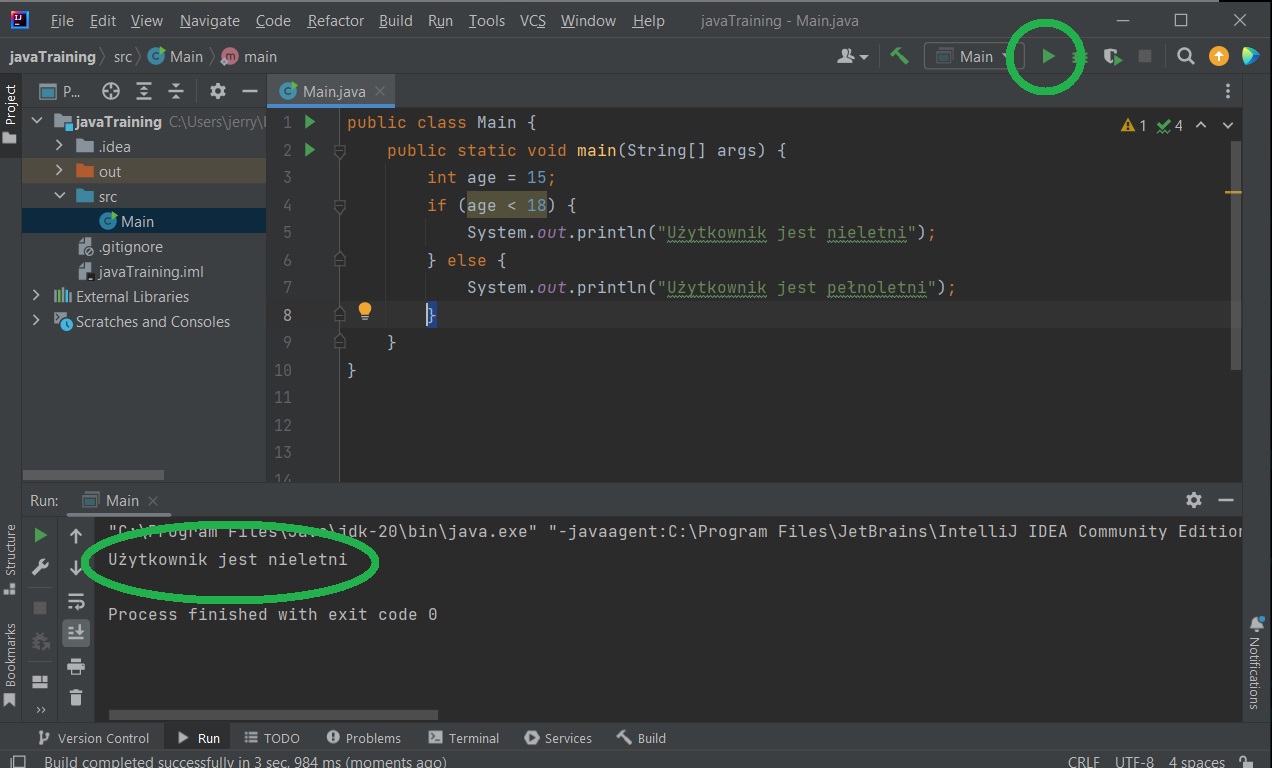 File Edit View Navigate Code Refactor Build Run Tools VCS Window Help javaTraining - Main.java
javaTraining src Main m main Main
Project
P... Main.java
javaTraining C:\Users\jerry\
.idea
out
src
Main
.gitignore
javaTraining.iml
External Libraries
Scratches and Consoles
1 public class Main { 1 4
2 public static void main(String[] args) {
3 int age = 15;
4 if (age < 18) {
5 System.out.println("Użytkownik jest nieletni");
6 } else {
7 System.out.println("Użytkownik jest pełnoletni");
8 }
9 }
10 }
11
12
13
14
Run: Main
"C:\Program Files\Java\jdk-20\bin\java.exe" "-javaagent:C:\Program Files\JetBrains\IntelliJ IDEA Community Edition
Użytkownik jest nieletni
Process finished with exit code 0
Structure
Bookmarks
Notifications
Version Control Run TODO Problems Terminal Services Build
Build completed successfully in 3 sec, 984 ms (moments ago) CRLF UTF-8 4 spaces